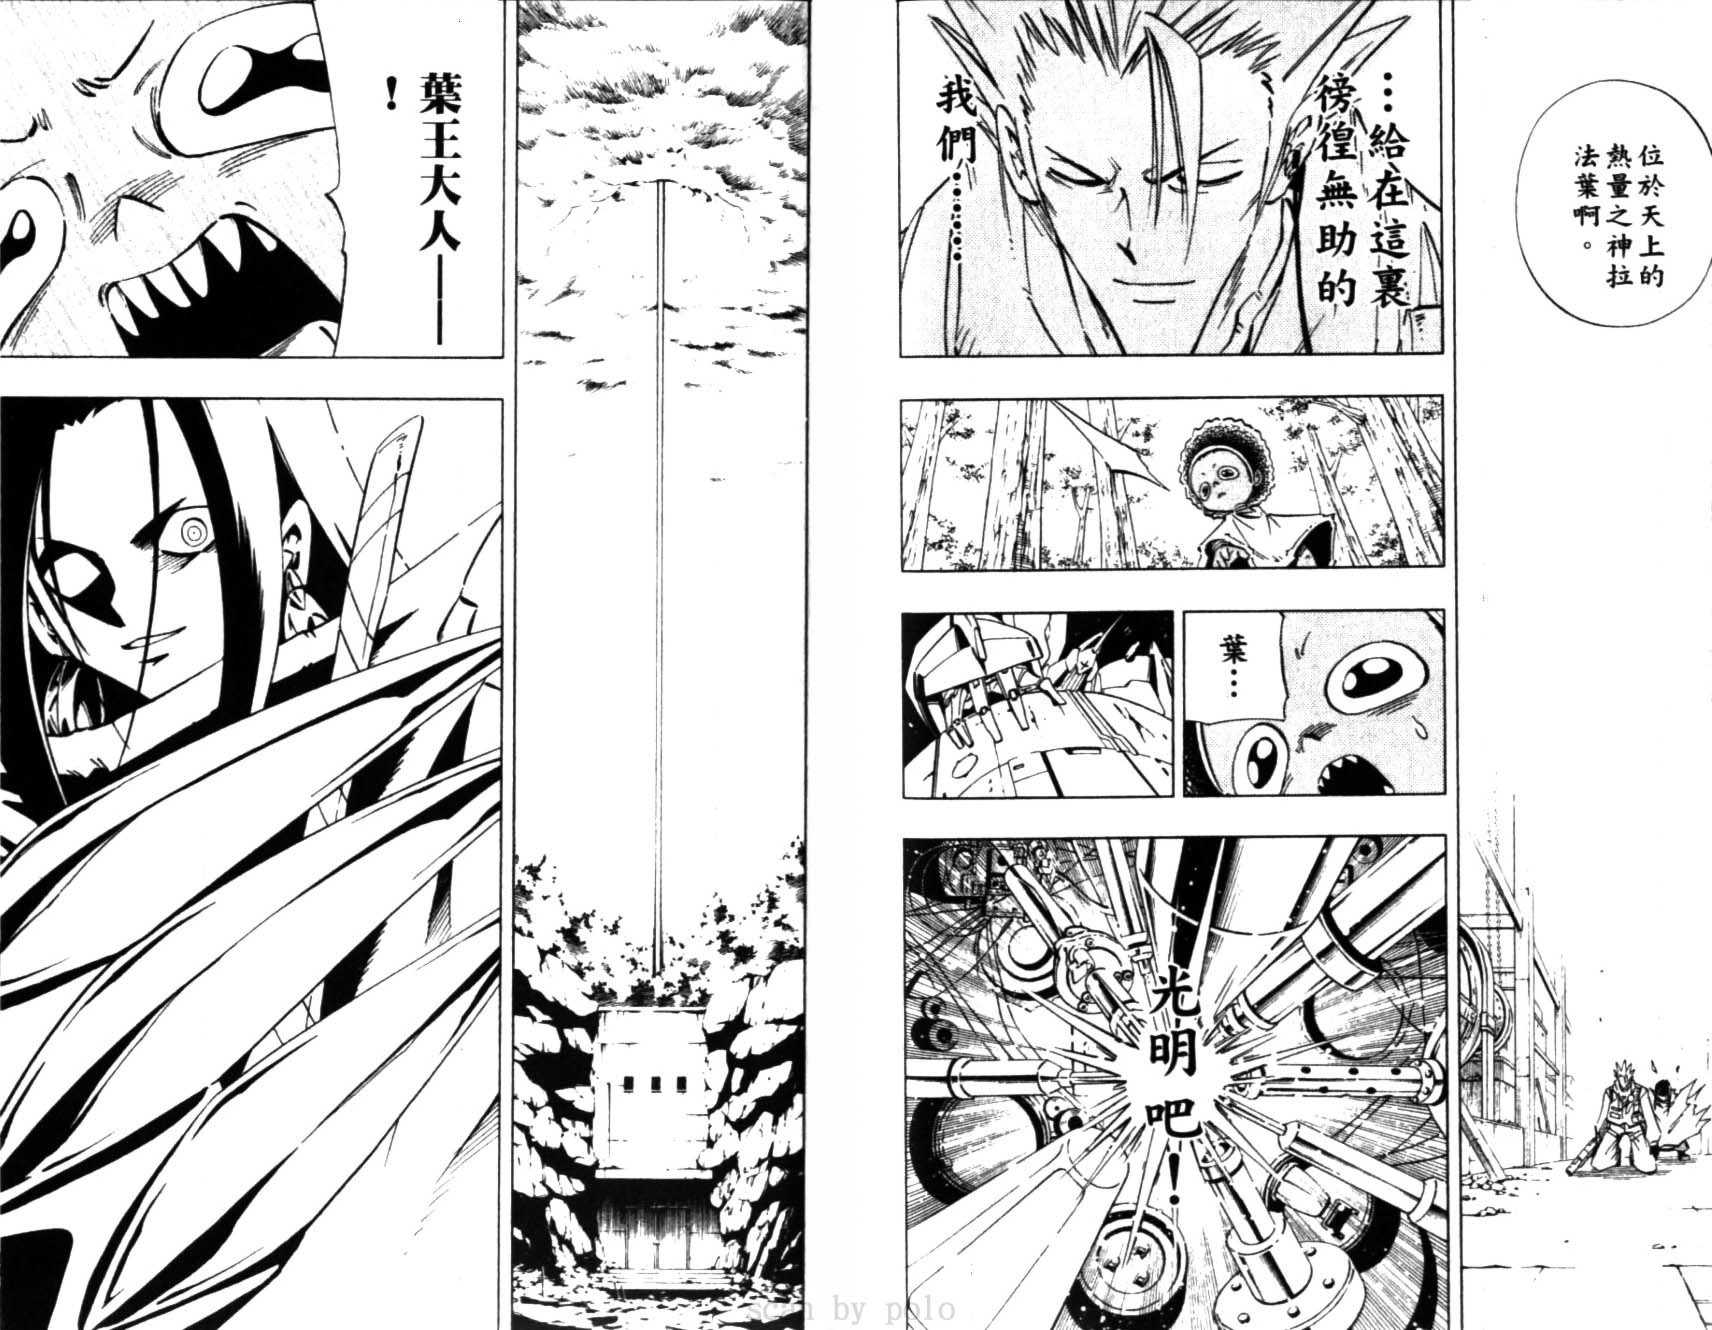 位於天上的
熱量之神拉
法葉啊。
…給在這裏
徬徨無助的
我們………
葉…
光明吧！
葉王大人——
！
scan by polo